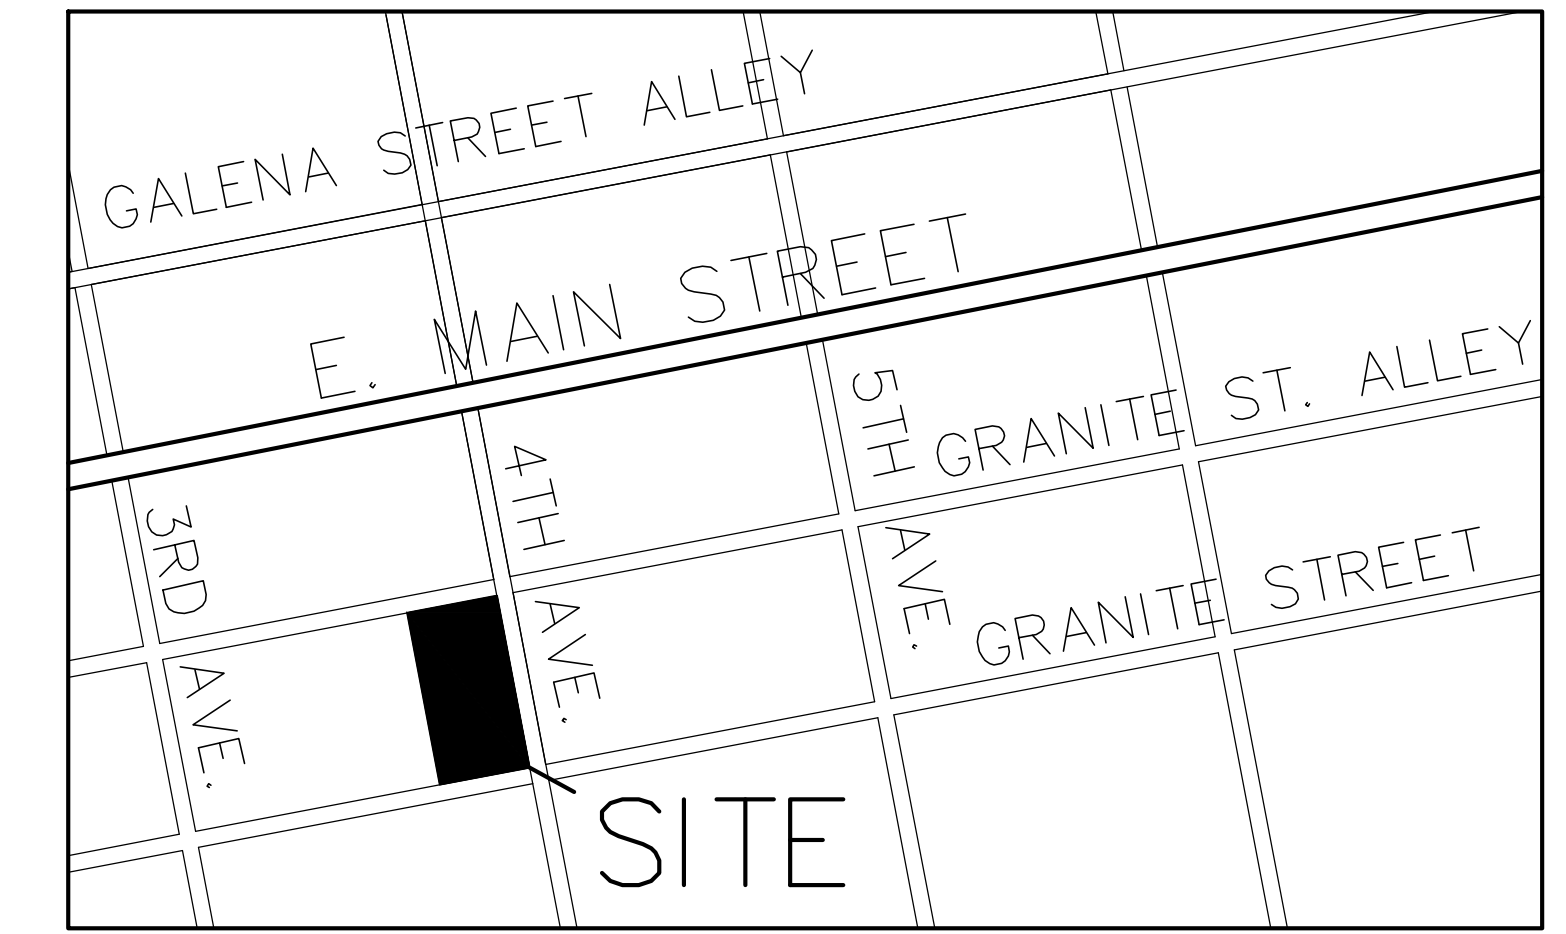 GALENA STREET ALLEY
E. MAIN STREET
GRANITE ST. ALLEY
5TH AVE.
4TH AVE.
3RD AVE.
GRANITE STREET
SITE